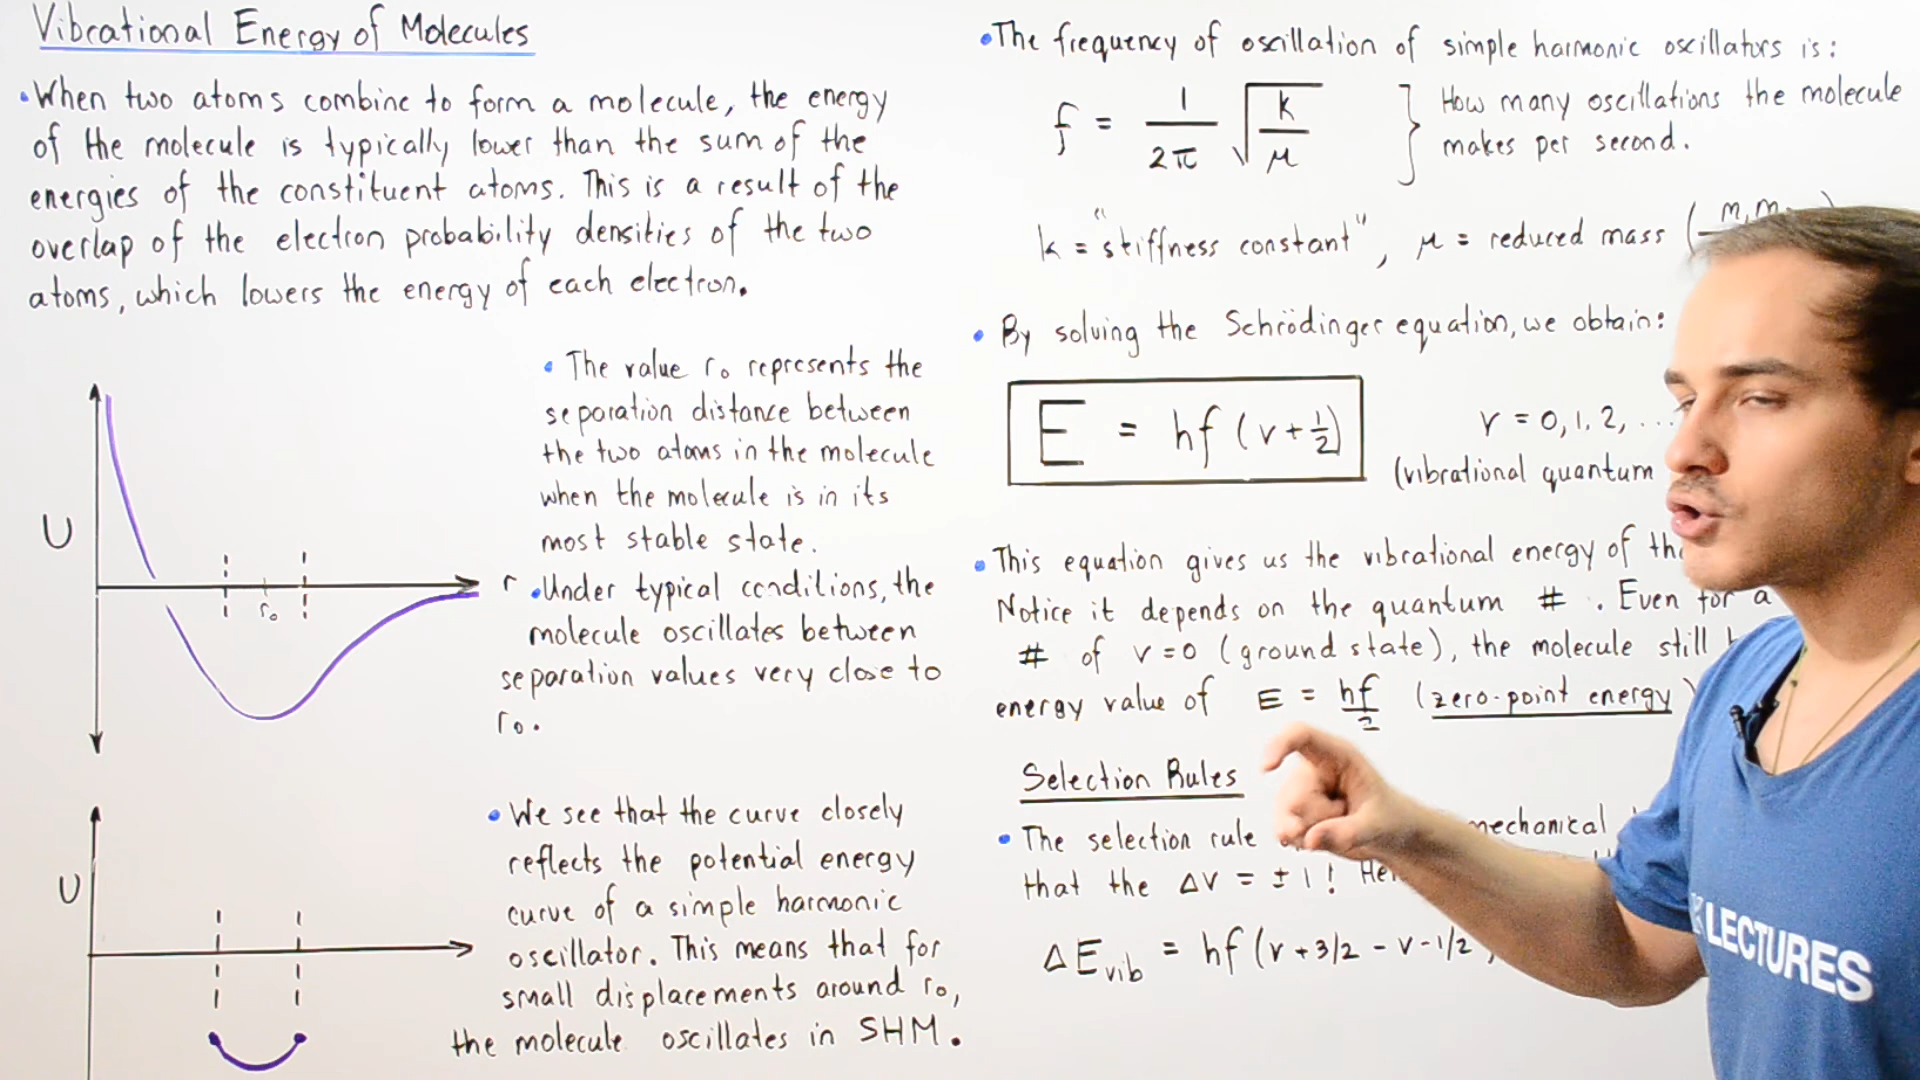 Vibrational Energy of Molecules
•When two atoms combine to form a molecule, the energy
of the molecule is typically lower than the sum of the
energies of the constituent atoms. This is a result of the
overlap of the electron probability densities of the two
atoms, which lowers the energy of each electron.
• The value r₀ represents the
separation distance between
the two atoms in the molecule
when the molecule is in its
most stable state.
U
r
r₀
•Under typical conditions, the
molecule oscillates between
separation values very close to
r₀.
• We see that the curve closely
reflects the potential energy
curve of a simple harmonic
oscillator. This means that for
small displacements around r₀,
the molecule oscillates in SHM.
U
•The frequency of oscillation of simple harmonic oscillators is:
f = 1/2π √(k/μ) } How many oscillations the molecule
makes per second.
k = "stiffness constant", μ = reduced mass (
• By solving the Schrödinger equation, we obtain:
E = hf (v + 1/2)
v = 0, 1, 2, ...
(vibrational quantum
• This equation gives us the vibrational energy of
Notice it depends on the quantum # . Even for a
# of v=0 (ground state), the molecule still
energy value of E = hf/2 (zero-point energy)
Selection Rules
• The selection rule mechanical
that the ΔV = ±1!
ΔE vib = hf (v + 3/2 - v - 1/2
LECTURES